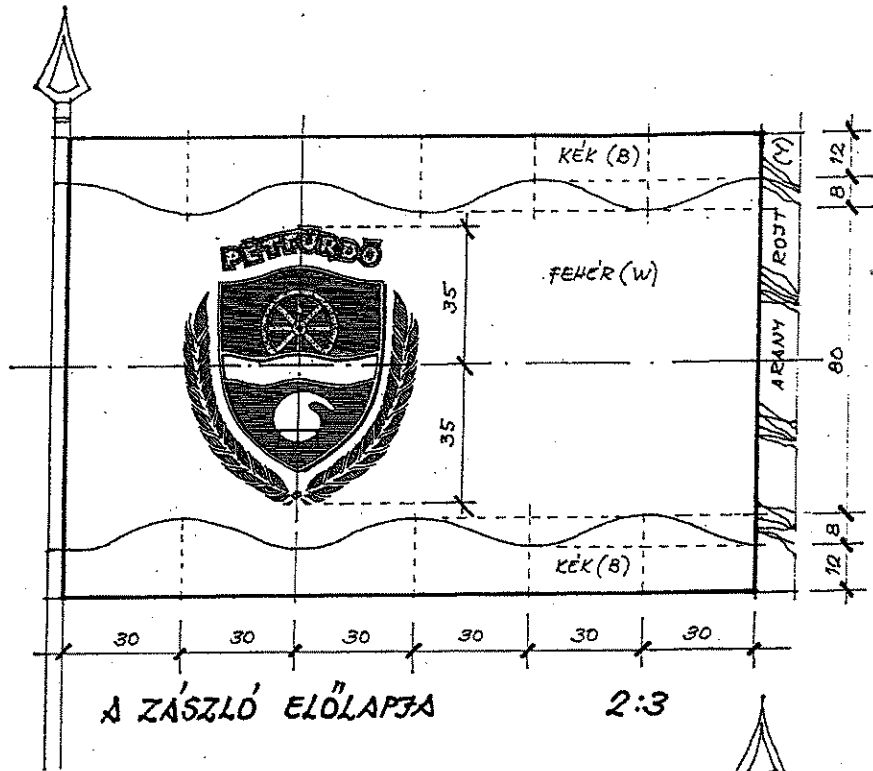 KÉK (B)
12
8
ARANY ROJT (Y)
PÉTFÜRDŐ
35
FEHÉR (W)
80
35
KÉK (B)
8
12
30 30 30 30 30 30
A ZÁSZLÓ ELŐLAPJA 2:3